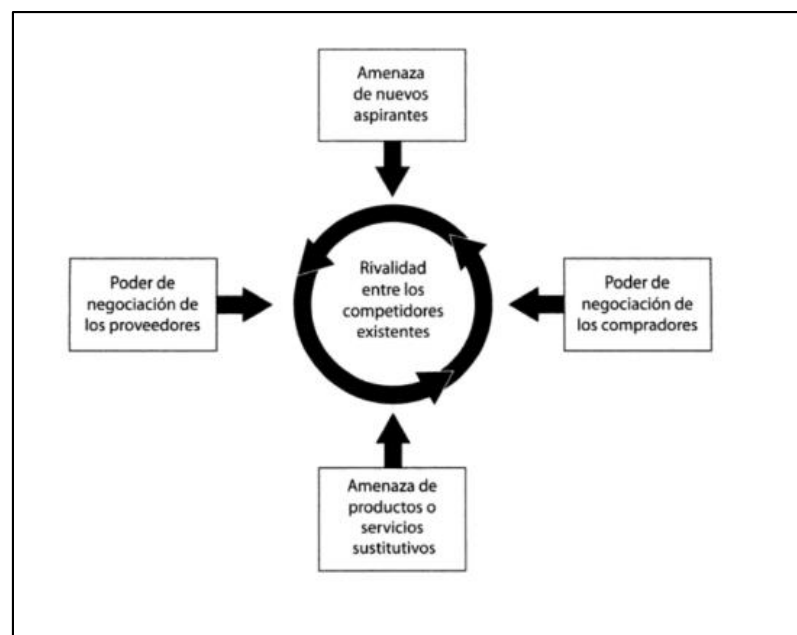 Amenaza
de nuevos
aspirantes
Poder de
negociación de
los proveedores
Rivalidad
entre los
competidores
existentes
Poder de
negociación de
los compradores
Amenaza de
productos o
servicios
sustitutivos